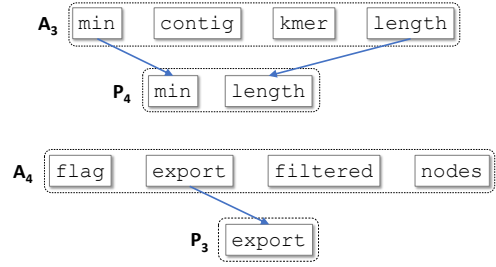 A3 min contig kmer length
P4 min length
A4 flag export filtered nodes
P3 export